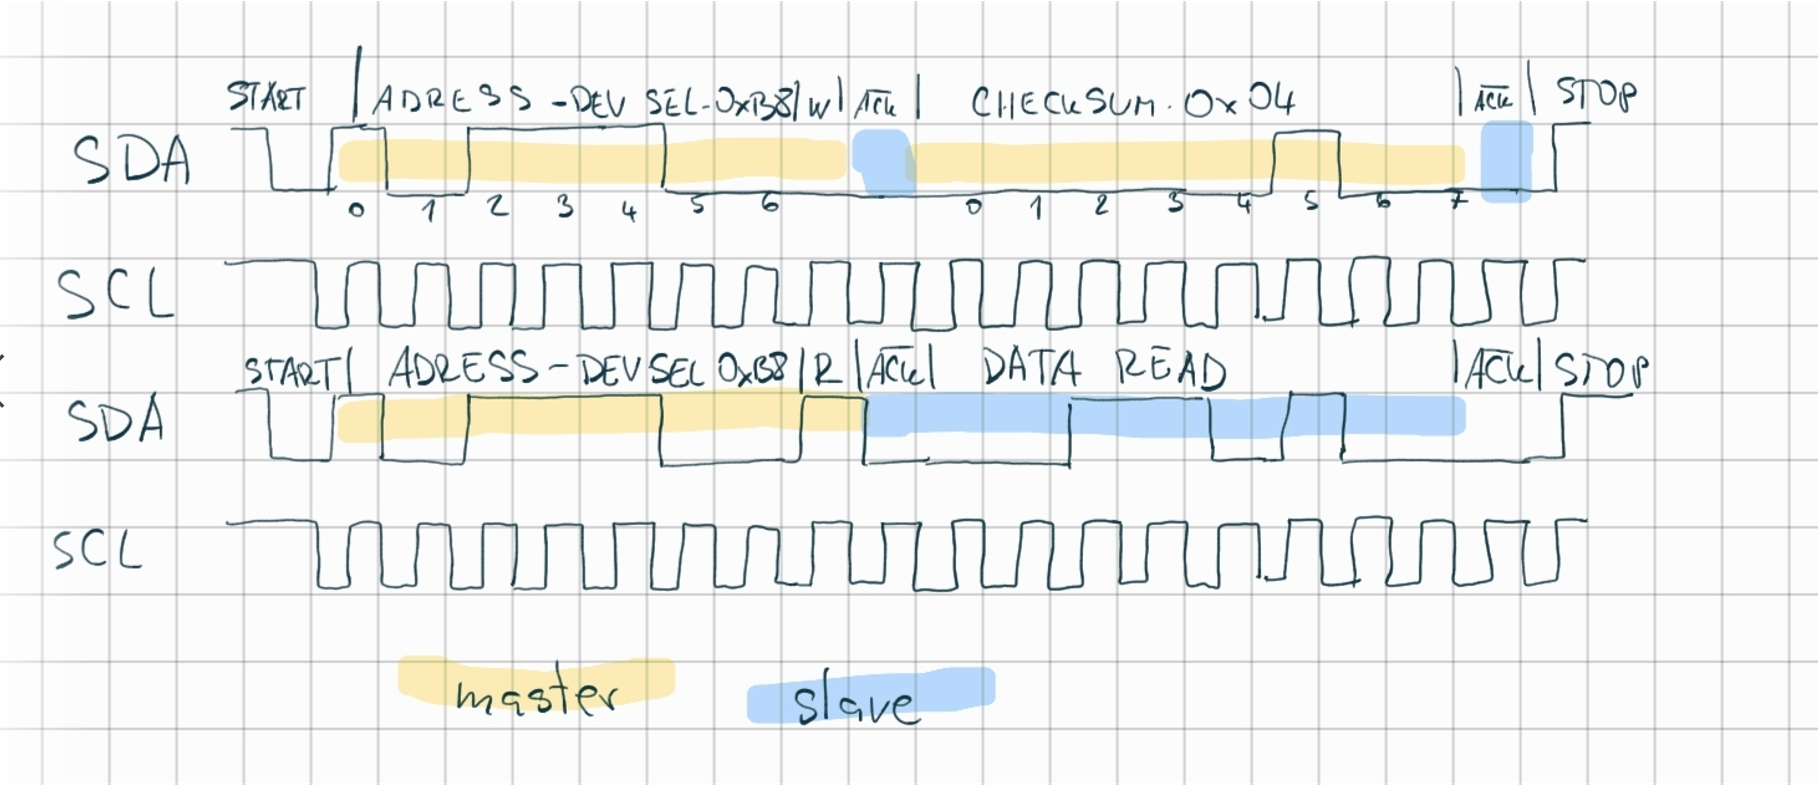 START | ADRESS - DEV SEL-0xB8 | W | ACK | CHECKSUM. 0x04 | ACK | STOP
SDA
0 1 2 3 4 5 6 0 1 2 3 4 5 6 7
SCL
START | ADRESS - DEV SEL 0xB8 | R | ACK | DATA READ | ACK | STOP
SDA
SCL
master slave